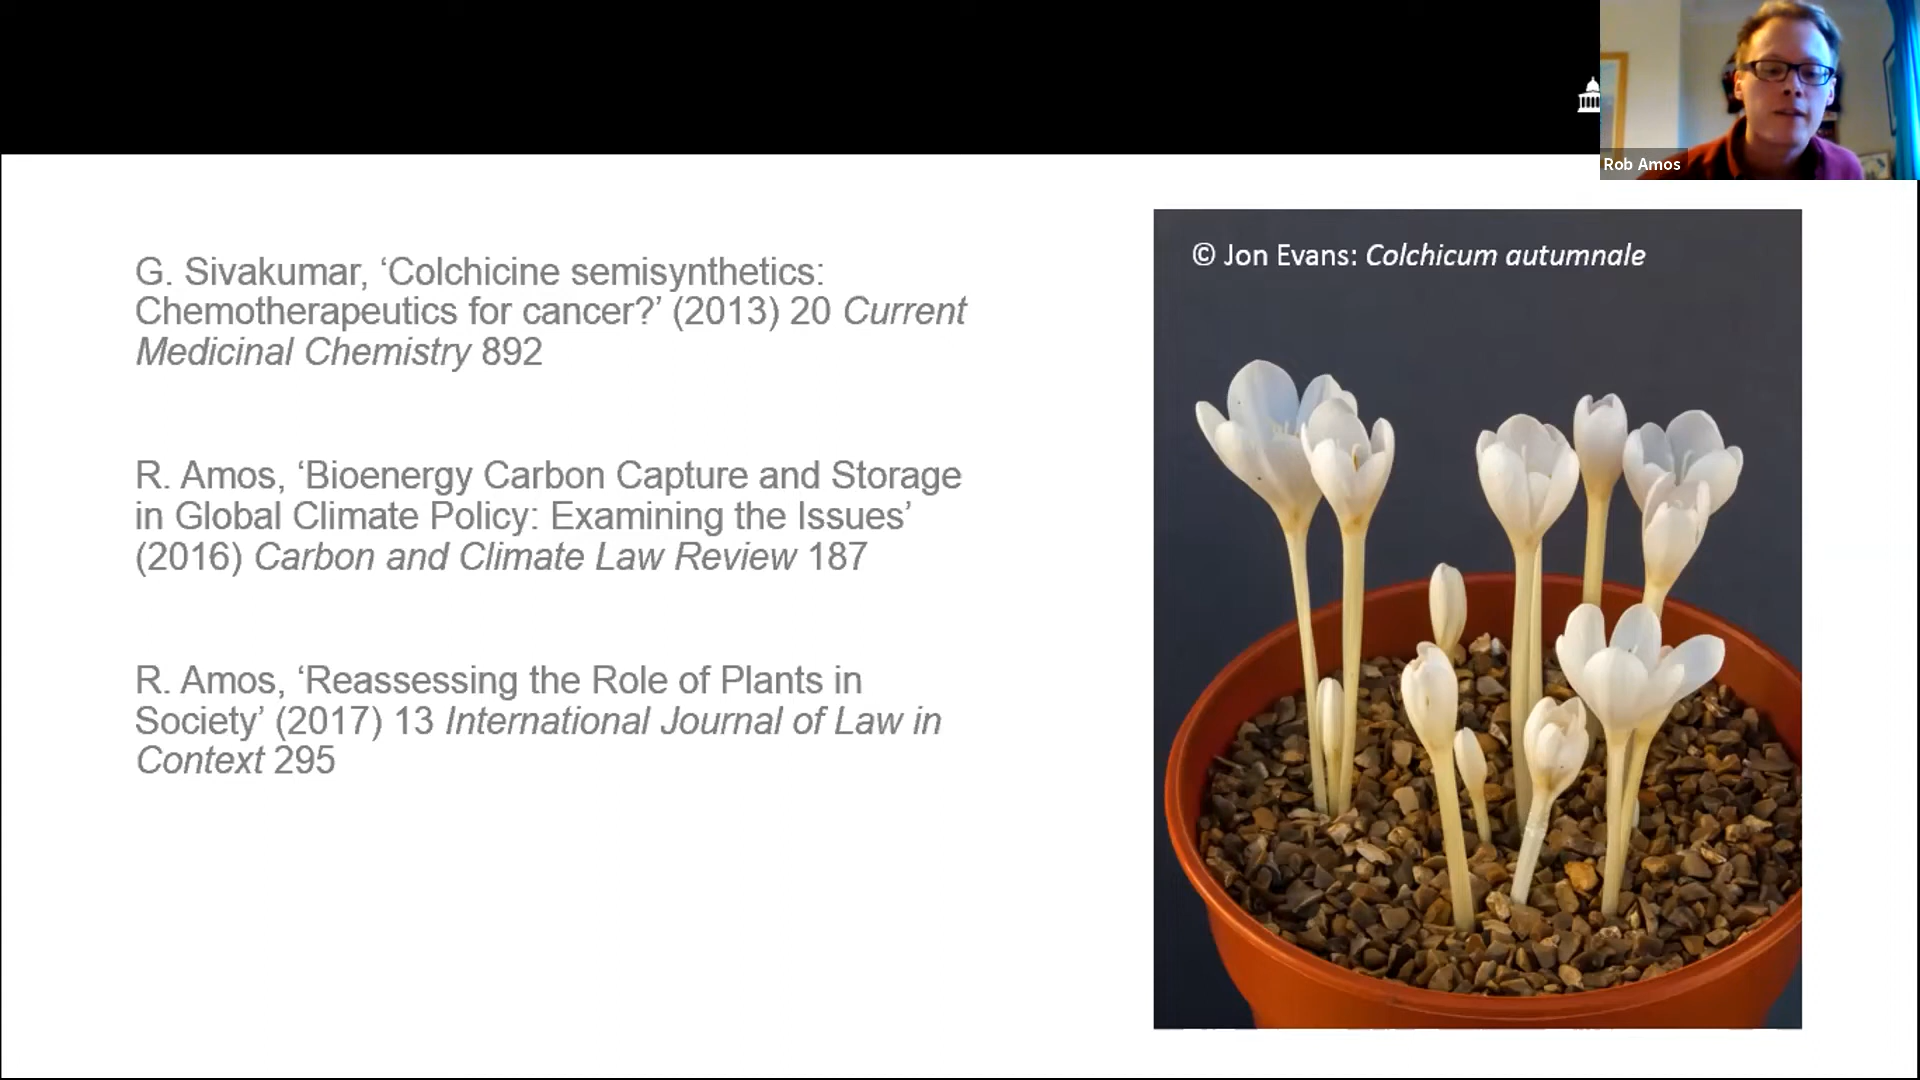 Rob Amos
G. Sivakumar, ‘Colchicine semisynthetics:
Chemotherapeutics for cancer?’ (2013) 20 Current
Medicinal Chemistry 892
R. Amos, ‘Bioenergy Carbon Capture and Storage
in Global Climate Policy: Examining the Issues’
(2016) Carbon and Climate Law Review 187
R. Amos, ‘Reassessing the Role of Plants in
Society’ (2017) 13 International Journal of Law in
Context 295
© Jon Evans: Colchicum autumnale